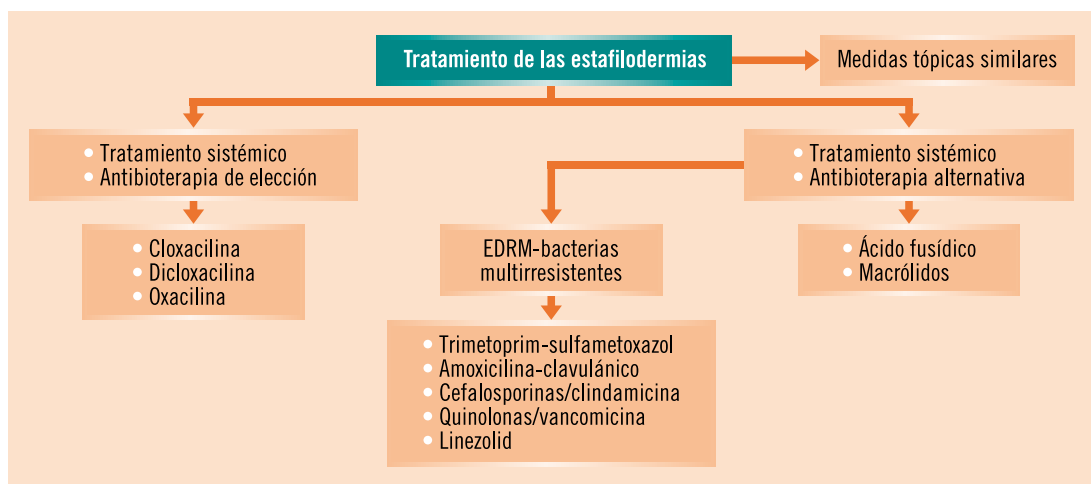 Tratamiento de las estafilodermias
Medidas tópicas similares
Tratamiento sistémico
Antibioterapia de elección
Tratamiento sistémico
Antibioterapia alternativa
Cloxacilina
Dicloxacilina
Oxacilina
EDRM-bacterias
multirresistentes
Ácido fusídico
Macrólidos
Trimetoprim-sulfametoxazol
Amoxicilina-clavulánico
Cefalosporinas/clindamicina
Quinolonas/vancomicina
Linezolid